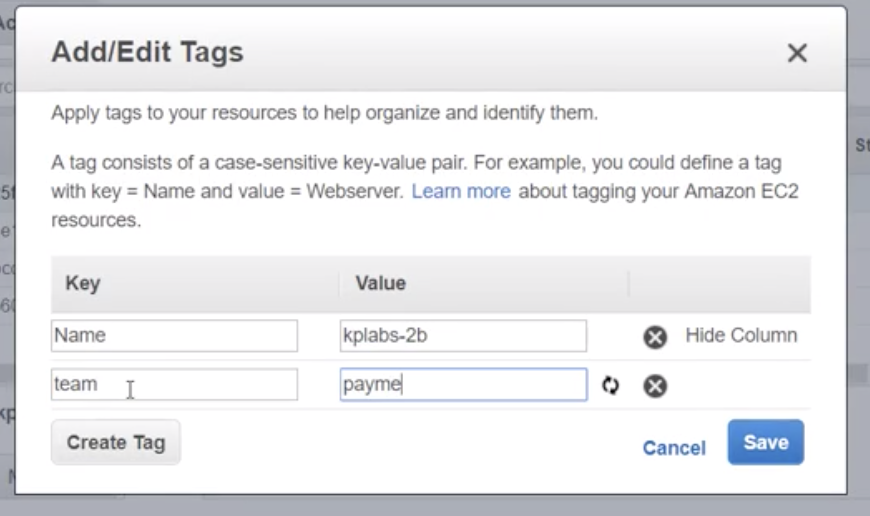 Add/Edit Tags
Apply tags to your resources to help organize and identify them.
A tag consists of a case-sensitive key-value pair. For example, you could define a tag
with key = Name and value = Webserver. Learn more about tagging your Amazon EC2
resources.
Key Value
Name kplabs-2b Hide Column
team payme
Create Tag Cancel Save